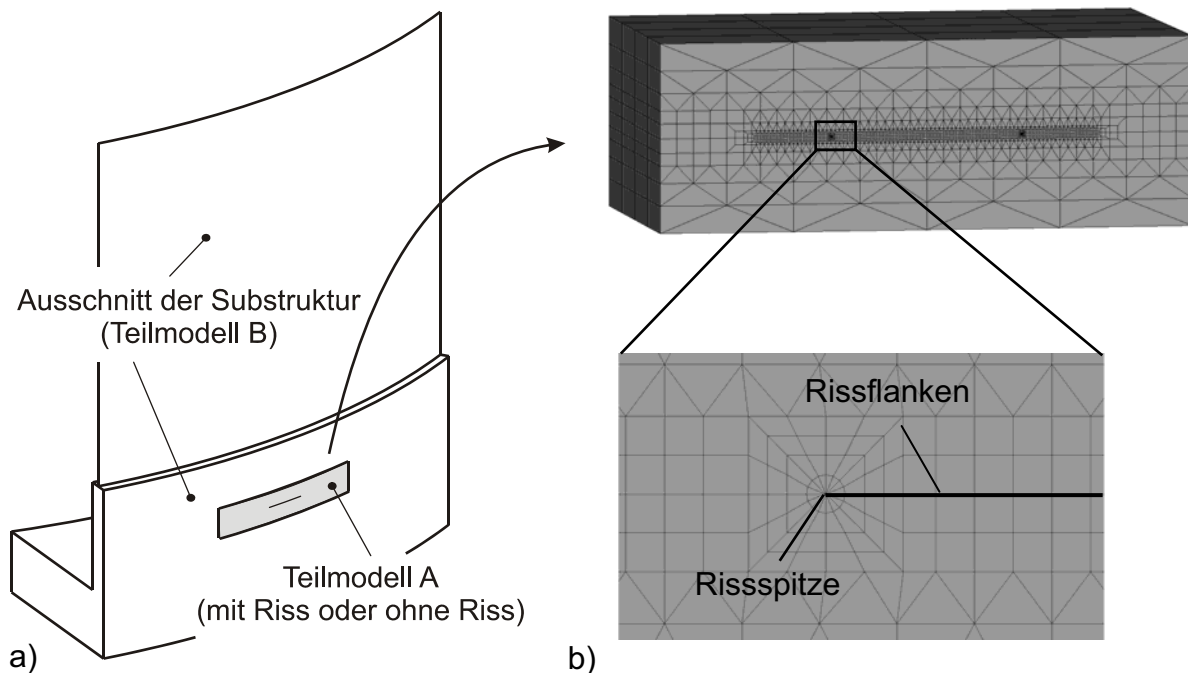 Ausschnitt der Substruktur
(Teilmodell B)
Teilmodell A
(mit Riss oder ohne Riss)
a)
Rissflanken
Rissspitze
b)